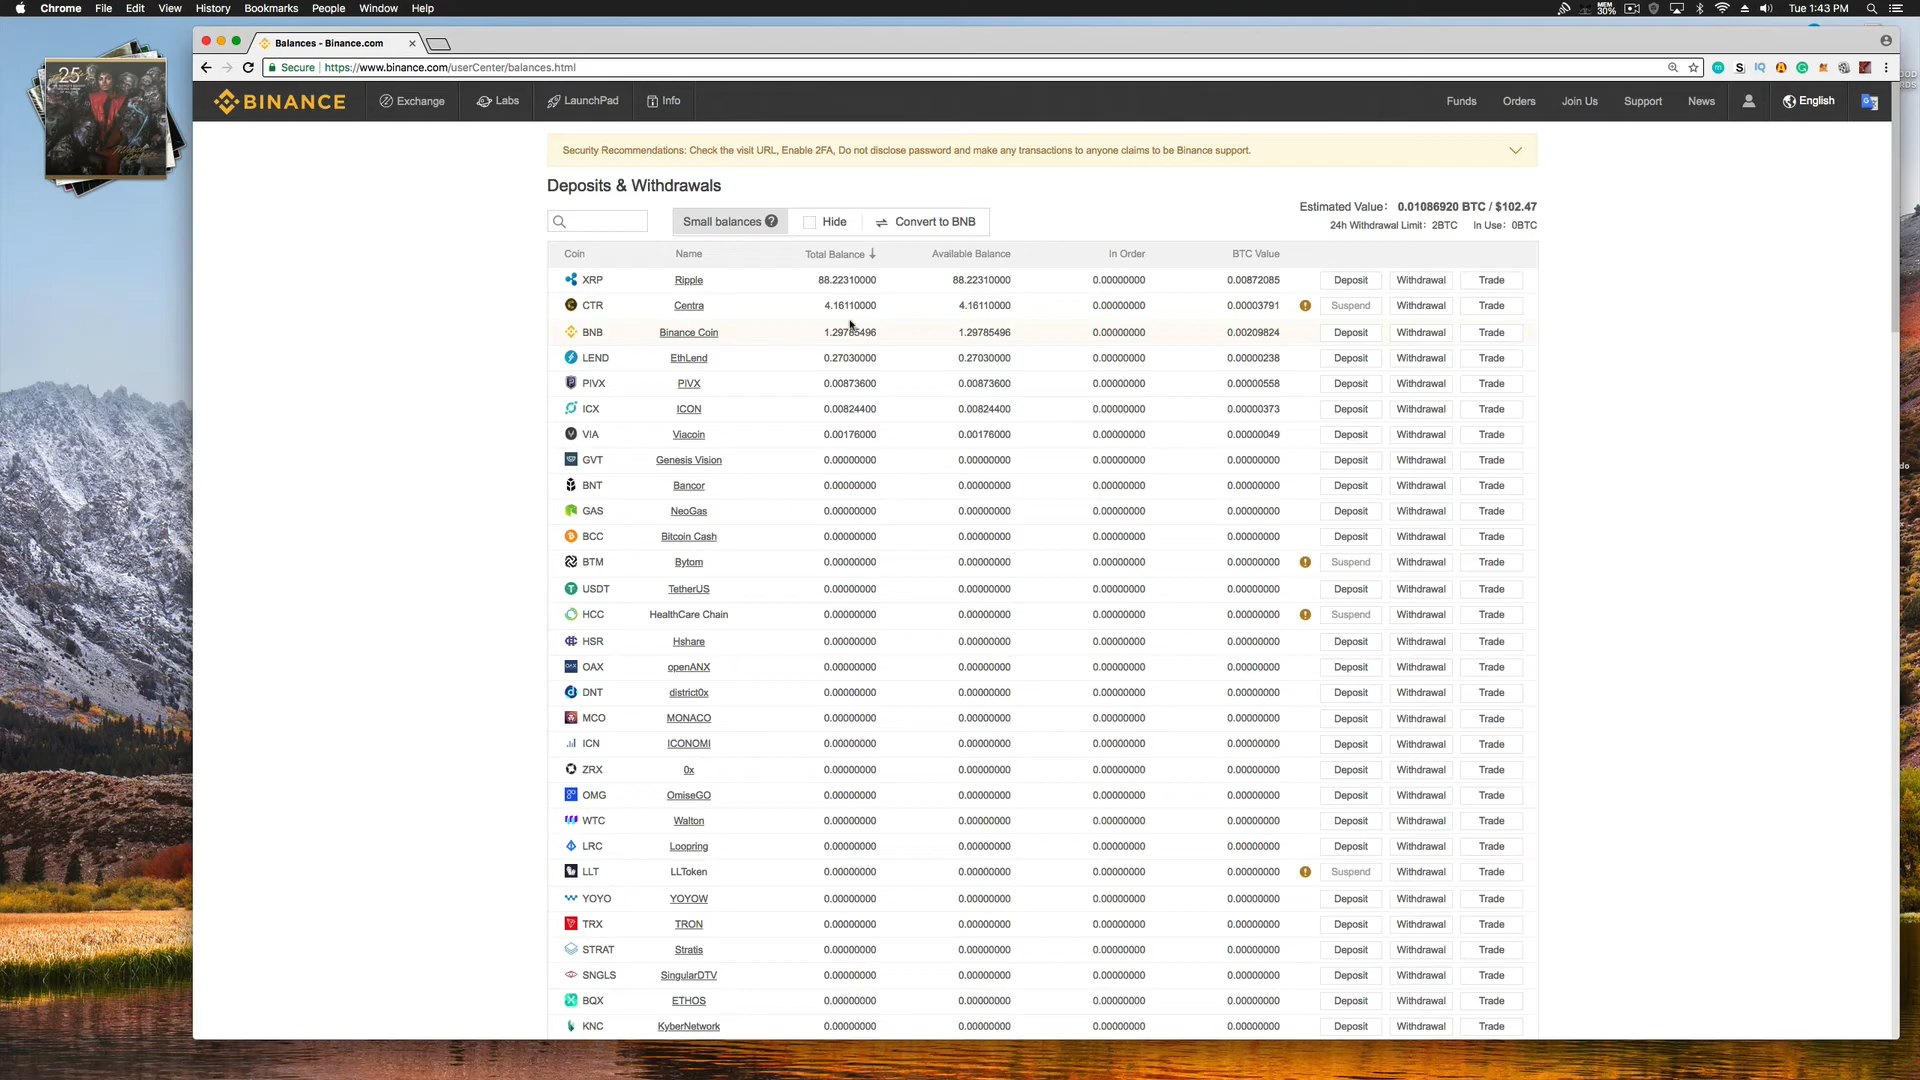 Chrome File Edit View History Bookmarks People Window Help
MEM 30% Tue 1:43 PM
25
Balances - Binance.com
Secure https://www.binance.com/userCenter/balances.html
BINANCE Exchange Labs LaunchPad Info Funds Orders Join Us Support News English
Security Recommendations: Check the visit URL, Enable 2FA, Do not disclose password and make any transactions to anyone claims to be Binance support.
Deposits & Withdrawals
Estimated Value: 0.01086920 BTC / $102.47
Small balances ? Hide Convert to BNB
24h Withdrawal Limit: 2BTC In Use: 0BTC
Coin Name Total Balance Available Balance In Order BTC Value
XRP Ripple 88.22310000 88.22310000 0.00000000 0.00872085 Deposit Withdrawal Trade
CTR Centra 4.16110000 4.16110000 0.00000000 0.00003791 Suspend Withdrawal Trade
BNB Binance Coin 1.29785496 1.29785496 0.00000000 0.00209824 Deposit Withdrawal Trade
LEND EthLend 0.27030000 0.27030000 0.00000000 0.00000238 Deposit Withdrawal Trade
PIVX PIVX 0.00873600 0.00873600 0.00000000 0.00000558 Deposit Withdrawal Trade
ICX ICON 0.00824400 0.00824400 0.00000000 0.00000373 Deposit Withdrawal Trade
VIA Viacoin 0.00176000 0.00176000 0.00000000 0.00000049 Deposit Withdrawal Trade
GVT Genesis Vision 0.00000000 0.00000000 0.00000000 0.00000000 Deposit Withdrawal Trade
BNT Bancor 0.00000000 0.00000000 0.00000000 0.00000000 Deposit Withdrawal Trade
GAS NeoGas 0.00000000 0.00000000 0.00000000 0.00000000 Deposit Withdrawal Trade
BCC Bitcoin Cash 0.00000000 0.00000000 0.00000000 0.00000000 Deposit Withdrawal Trade
BTM Bytom 0.00000000 0.00000000 0.00000000 0.00000000 Suspend Withdrawal Trade
USDT TetherUS 0.00000000 0.00000000 0.00000000 0.00000000 Deposit Withdrawal Trade
HCC HealthCare Chain 0.00000000 0.00000000 0.00000000 0.00000000 Suspend Withdrawal Trade
HSR Hshare 0.00000000 0.00000000 0.00000000 0.00000000 Deposit Withdrawal Trade
OAX openANX 0.00000000 0.00000000 0.00000000 0.00000000 Deposit Withdrawal Trade
DNT district0x 0.00000000 0.00000000 0.00000000 0.00000000 Deposit Withdrawal Trade
MCO MONACO 0.00000000 0.00000000 0.00000000 0.00000000 Deposit Withdrawal Trade
ICN ICONOMI 0.00000000 0.00000000 0.00000000 0.00000000 Deposit Withdrawal Trade
ZRX 0x 0.00000000 0.00000000 0.00000000 0.00000000 Deposit Withdrawal Trade
OMG OmiseGO 0.00000000 0.00000000 0.00000000 0.00000000 Deposit Withdrawal Trade
WTC Walton 0.00000000 0.00000000 0.00000000 0.00000000 Deposit Withdrawal Trade
LRC Loopring 0.00000000 0.00000000 0.00000000 0.00000000 Deposit Withdrawal Trade
LLT LLToken 0.00000000 0.00000000 0.00000000 0.00000000 Suspend Withdrawal Trade
YOYO YOYOW 0.00000000 0.00000000 0.00000000 0.00000000 Deposit Withdrawal Trade
TRX TRON 0.00000000 0.00000000 0.00000000 0.00000000 Deposit Withdrawal Trade
STRAT Stratis 0.00000000 0.00000000 0.00000000 0.00000000 Deposit Withdrawal Trade
SNGLS SingularDTV 0.00000000 0.00000000 0.00000000 0.00000000 Deposit Withdrawal Trade
BQX ETHOS 0.00000000 0.00000000 0.00000000 0.00000000 Deposit Withdrawal Trade
KNC KyberNetwork 0.00000000 0.00000000 0.00000000 0.00000000 Deposit Withdrawal Trade